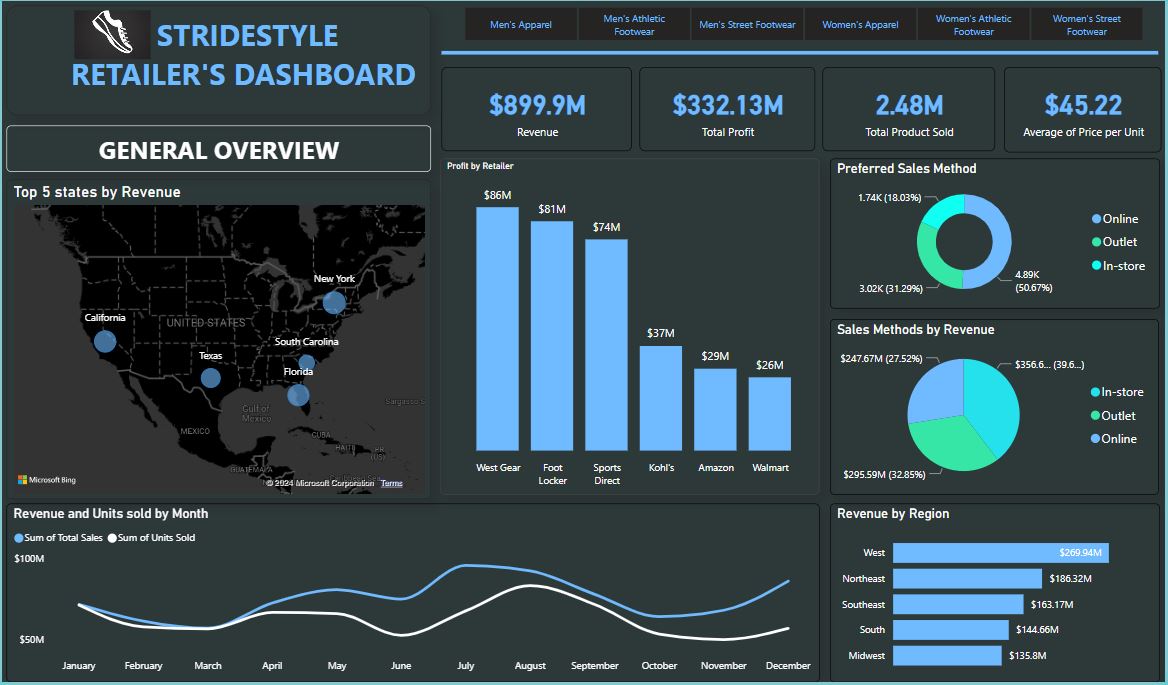 STRIDESTYLE
RETAILER'S DASHBOARD
Men's Apparel
Men's Athletic
Footwear
Men's Street Footwear
Women's Apparel
Women's Athletic
Footwear
Women's Street
Footwear
$899.9M
Revenue
$332.13M
Total Profit
2.48M
Total Product Sold
$45.22
Average of Price per Unit
GENERAL OVERVIEW
Top 5 states by Revenue
New York
California
UNITED STATES
South Carolina
Texas
Florida
Gulf of
Mexico
Sargasso S
MEXICO
CUBA
HAITI
PR
(US)
GUATEMALA
Microsoft Bing
© 2024 Microsoft Corporation
Terms
Profit by Retailer
$86M
$81M
$74M
$37M
$29M
$26M
West Gear
Foot
Locker
Sports
Direct
Kohl's
Amazon
Walmart
Preferred Sales Method
1.74K (18.03%)
3.02K (31.29%)
4.89K
(50.67%)
Online
Outlet
In-store
Sales Methods by Revenue
$247.67M (27.52%)
$356.6... (39.6...)
$295.59M (32.85%)
In-store
Outlet
Online
Revenue and Units sold by Month
Sum of Total Sales
Sum of Units Sold
$100M
$50M
January
February
March
April
May
June
July
August
September
October
November
December
Revenue by Region
West
$269.94M
Northeast
$186.32M
Southeast
$163.17M
South
$144.66M
Midwest
$135.8M